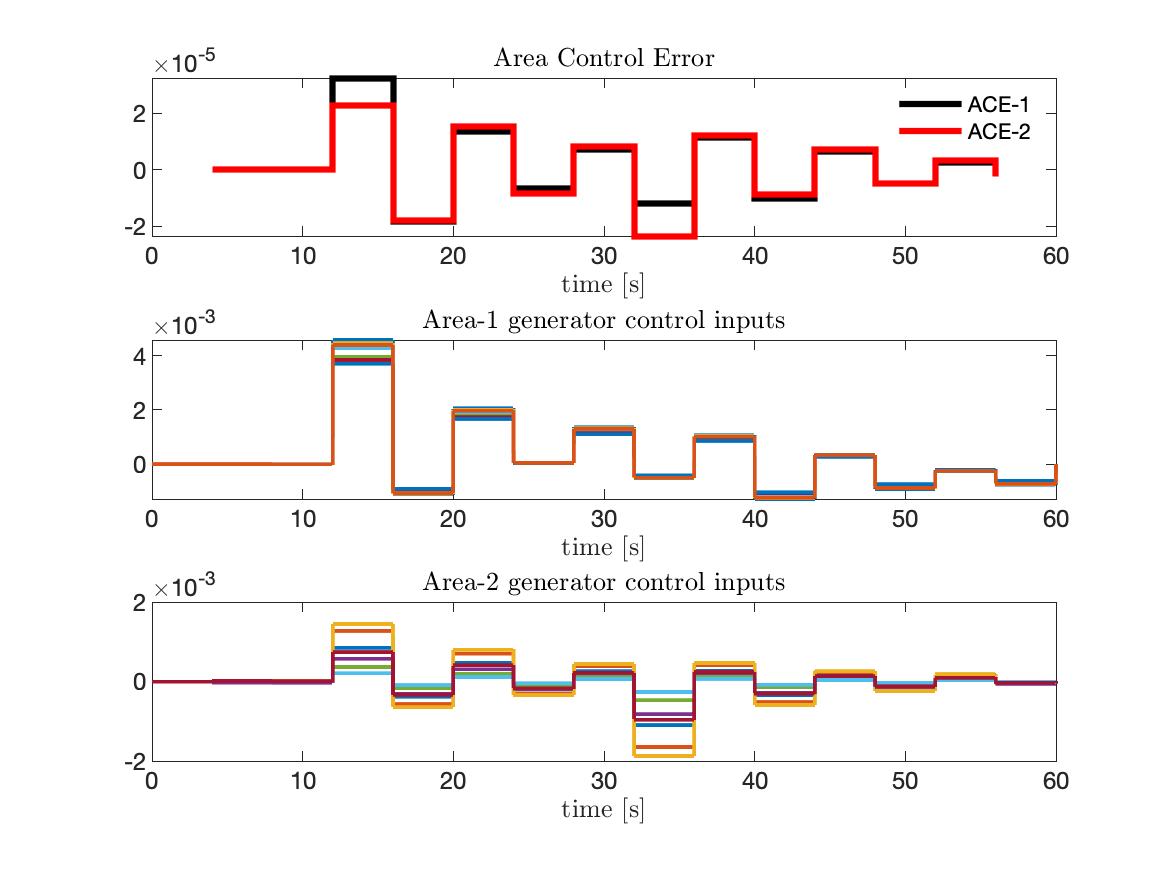 ×10⁻⁵
Area Control Error
2
0
-2
ACE-1
ACE-2
0 10 20 30 40 50 60
time [s]
×10⁻³
Area-1 generator control inputs
4
2
0
0 10 20 30 40 50 60
time [s]
×10⁻³
Area-2 generator control inputs
2
0
-2
0 10 20 30 40 50 60
time [s]